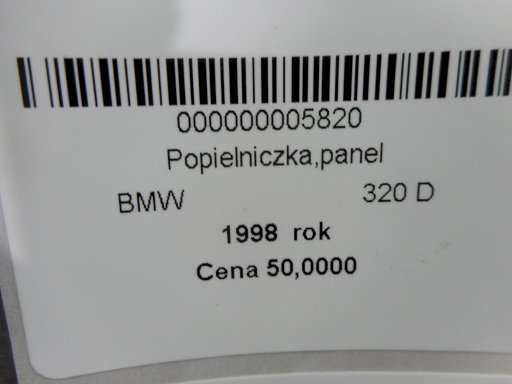 000000005820
Popielniczka,panel
BMW 320 D
1998 rok
Cena 50,0000